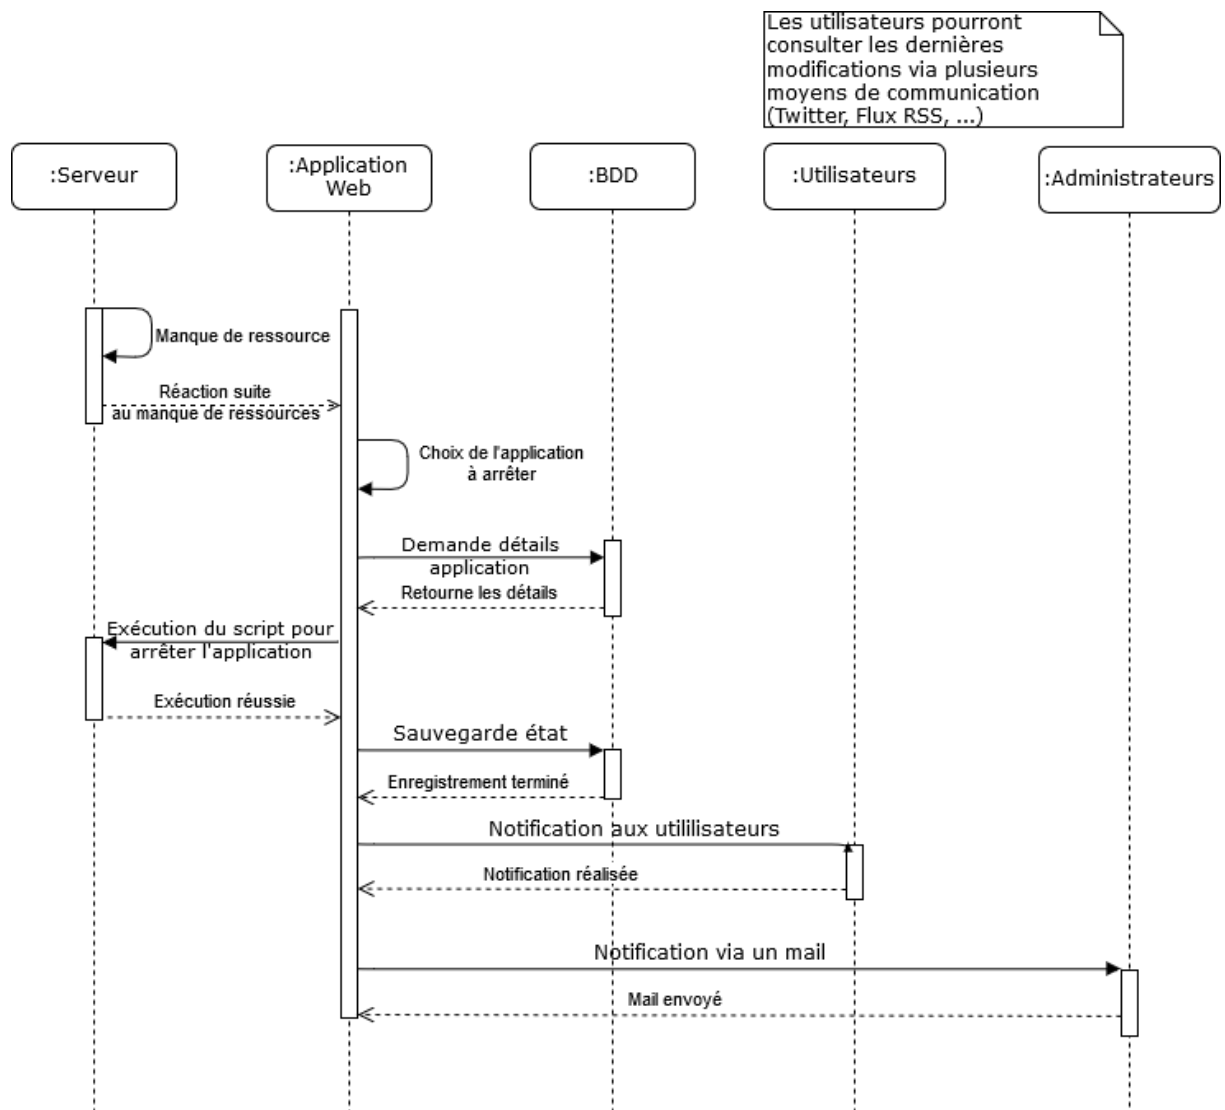 Les utilisateurs pourront
consulter les dernières
modifications via plusieurs
moyens de communication
(Twitter, Flux RSS, ...)
:Serveur
:Application
Web
:BDD
:Utilisateurs
:Administrateurs
Manque de ressource
Réaction suite
au manque de ressources
Choix de l'application
à arrêter
Demande détails
application
Retourne les détails
Exécution du script pour
arrêter l'application
Exécution réussie
Sauvegarde état
Enregistrement terminé
Notification aux utililisateurs
Notification réalisée
Notification via un mail
Mail envoyé